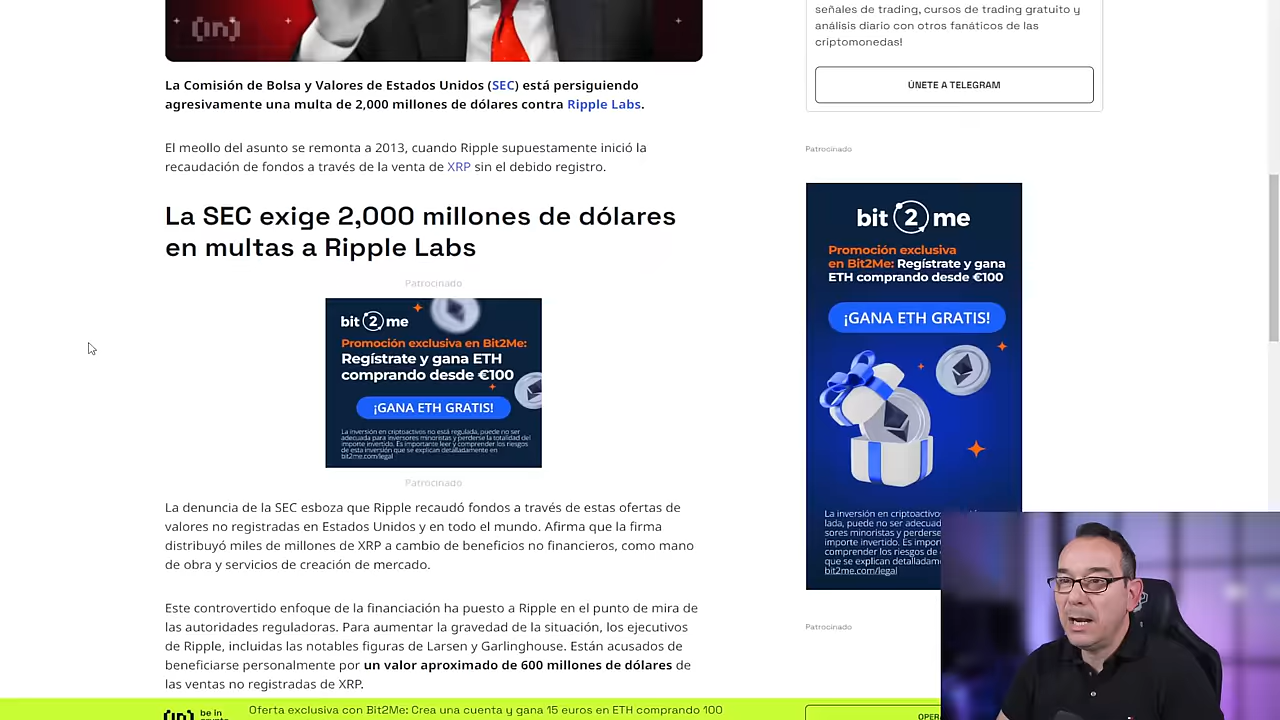 (in)
La Comisión de Bolsa y Valores de Estados Unidos (SEC) está persiguiendo
agresivamente una multa de 2,000 millones de dólares contra Ripple Labs.
El meollo del asunto se remonta a 2013, cuando Ripple supuestamente inició la
recaudación de fondos a través de la venta de XRP sin el debido registro.
La SEC exige 2,000 millones de dólares
en multas a Ripple Labs
Patrocinado
bit 2 me
Promoción exclusiva en Bit2Me:
Regístrate y gana ETH
comprando desde €100
¡GANA ETH GRATIS!
La inversión en criptoactivos no está regulada, puede no ser
adecuada para inversores minoristas y perderse la totalidad del
importe invertido. Es importante leer y comprender los riesgos
de esta inversión que se explican detalladamente en
bit2me.com/legal
Patrocinado
La denuncia de la SEC esboza que Ripple recaudó fondos a través de estas ofertas de
valores no registradas en Estados Unidos y en todo el mundo. Afirma que la firma
distribuyó miles de millones de XRP a cambio de beneficios no financieros, como mano
de obra y servicios de creación de mercado.
Este controvertido enfoque de la financiación ha puesto a Ripple en el punto de mira de
las autoridades reguladoras. Para aumentar la gravedad de la situación, los ejecutivos
de Ripple, incluidas las notables figuras de Larsen y Garlinghouse. Están acusados de
beneficiarse personalmente por un valor aproximado de 600 millones de dólares de
las ventas no registradas de XRP.
señales de trading, cursos de trading gratuito y
análisis diario con otros fanáticos de las
criptomonedas!
ÚNETE A TELEGRAM
Patrocinado
bit 2 me
Promoción exclusiva
en Bit2Me: Regístrate y gana
ETH comprando desde €100
¡GANA ETH GRATIS!
La inversión en criptoactivos
lada, puede no ser adecuad
sores minoristas y perderse
importe invertido. Es impor
comprender los riesgos de
que se explican detalladam
bit2me.com/legal
Patrocinado
(in) be in
Oferta exclusiva con Bit2Me: Crea una cuenta y gana 15 euros en ETH comprando 100